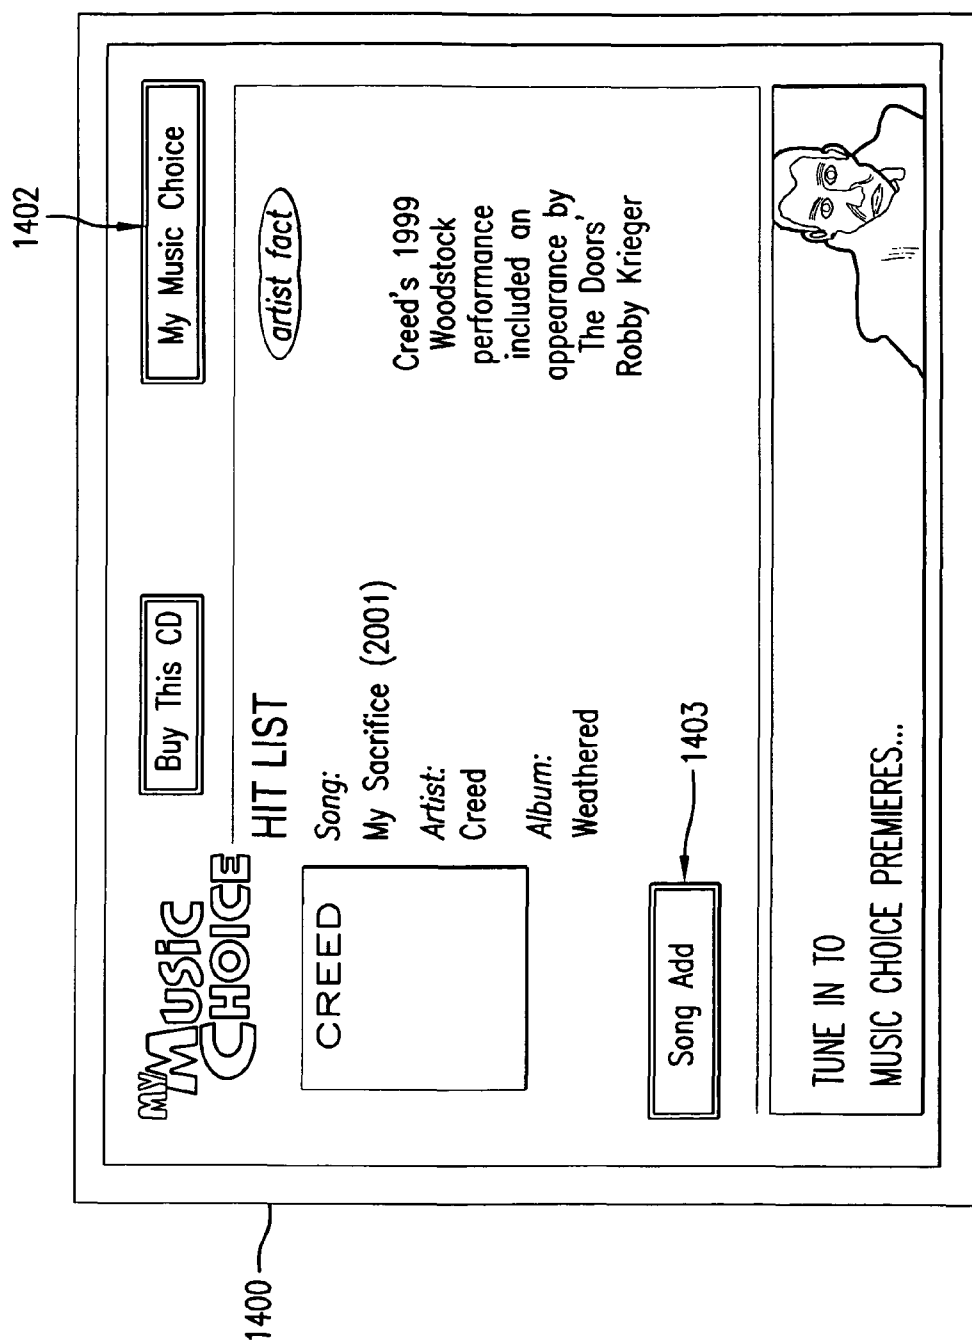 1402
MY MUSiC
CHOICE
Buy This CD
My Music Choice
HIT LIST
artist fact
CREED
Song:
My Sacrifice (2001)
Artist:
Creed
Album:
Weathered
Creed's 1999
Woodstock
performance
included an
appearance by
The Doors'
Robby Krieger
Song Add
1403
TUNE IN TO
MUSIC CHOICE PREMIERES...
1400